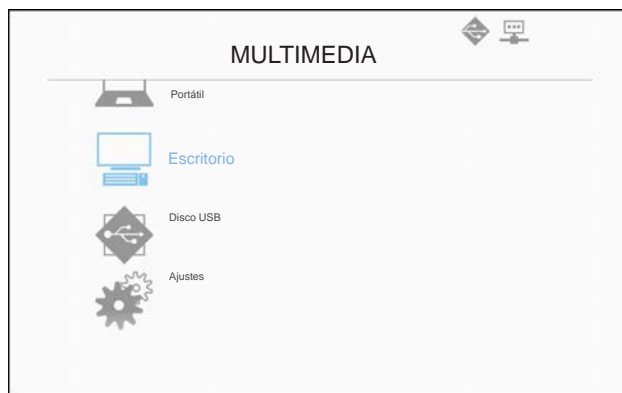 MULTIMEDIA
Portátil
Escritorio
Disco USB
Ajustes